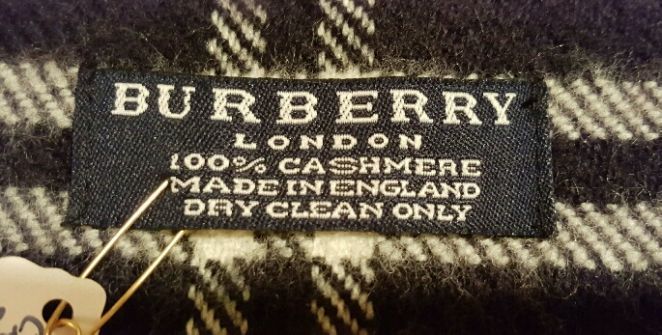 BURBERRY
LONDON
100% CASHMERE
MADE IN ENGLAND
DRY CLEAN ONLY